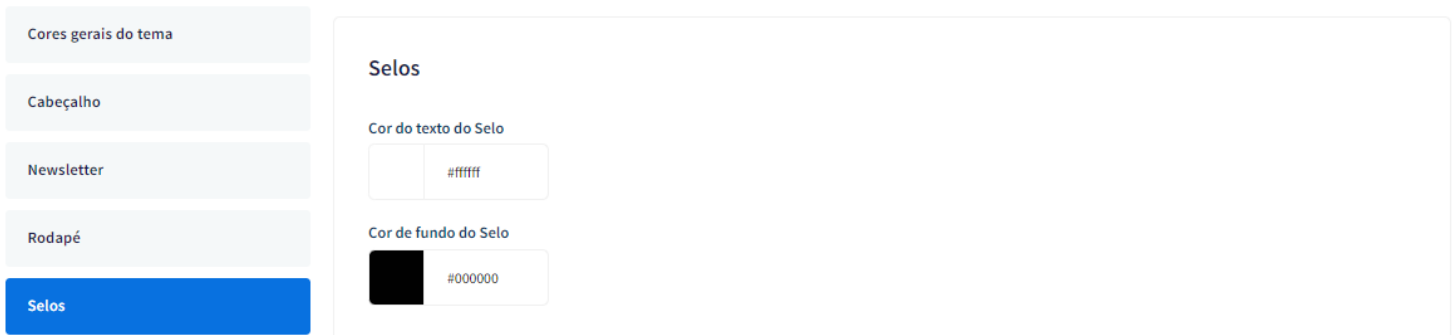 Cores gerais do tema
Cabeçalho
Newsletter
Rodapé
Selos
Selos
Cor do texto do Selo
#ffffff
Cor de fundo do Selo
#000000